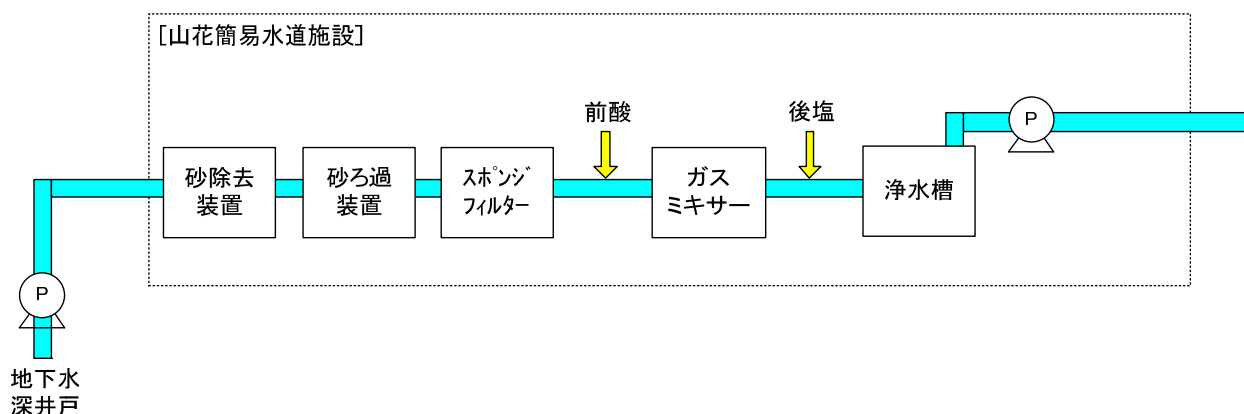 [山花簡易水道施設]
前酸
後塩
P
砂除去
装置
砂ろ過
装置
スポンジ
フィルター
ガス
ミキサー
浄水槽
P
地下水
深井戸